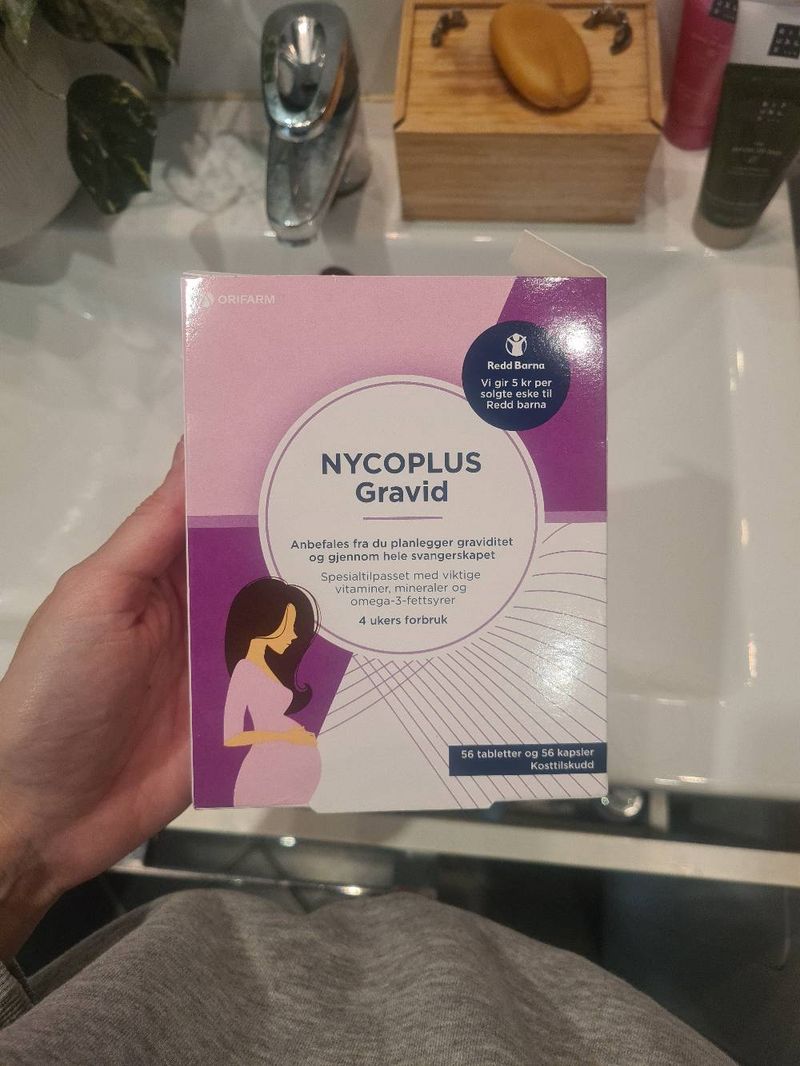 ORIFARM
Redd Barna
Vi gir 5 kr per
solgte eske til
Redd barna
NYCOPLUS
Gravid
Anbefales fra du planlegger graviditet
og gjennom hele svangerskapet
Spesialtilpasset med viktige
vitaminer, mineraler og
omega-3-fettsyrer
4 ukers forbruk
56 tabletter og 56 kapsler
Kosttilskudd